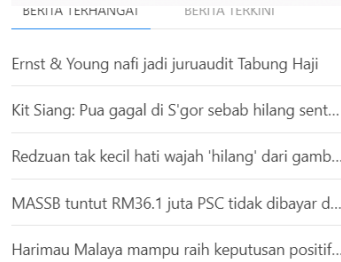 BERITA TERHANGAT BERITA TERKINI
Ernst & Young nafi jadi juruaudit Tabung Haji
Kit Siang: Pua gagal di S'gor sebab hilang sent...
Redzuan tak kecil hati wajah 'hilang' dari gamb...
MASSB tuntut RM36.1 juta PSC tidak dibayar d...
Harimau Malaya mampu raih keputusan positif...